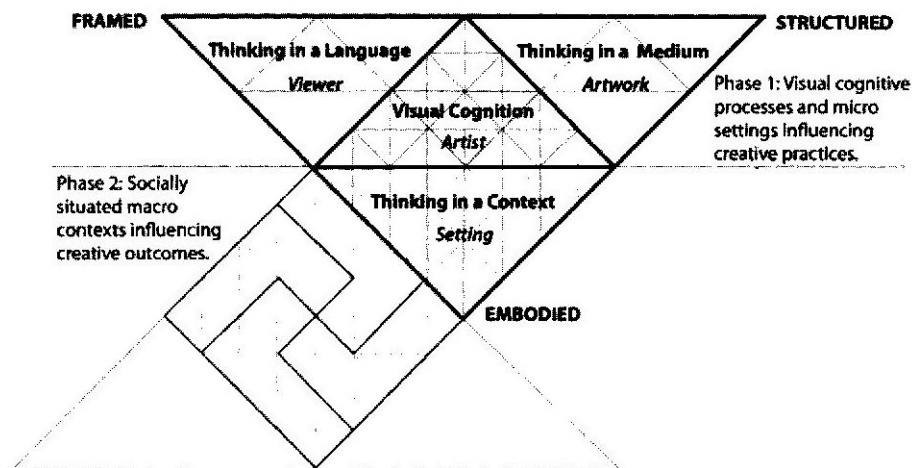 FRAMED
STRUCTURED
Thinking in a Language
Viewer
Thinking in a Medium
Artwork
Visual Cognition
Artist
Phase 1: Visual cognitive
processes and micro
settings influencing
creative practices.
Phase 2: Socially
situated macro
contexts influencing
creative outcomes.
Thinking in a Context
Setting
EMBODIED